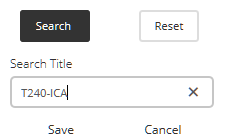 Search Reset
Search Title
T240-ICA
Save Cancel